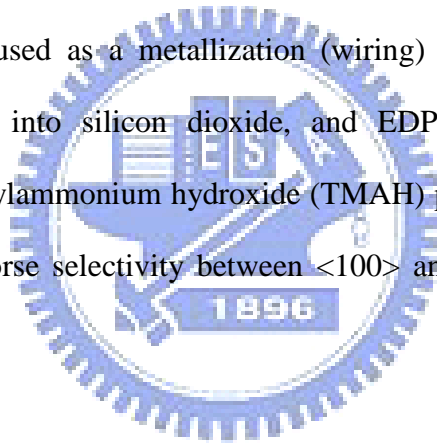 used as a metallization (wiring)
into silicon dioxide, and EDP
ylammonium hydroxide (TMAH) p
orse selectivity between <100> an
E S A
1896